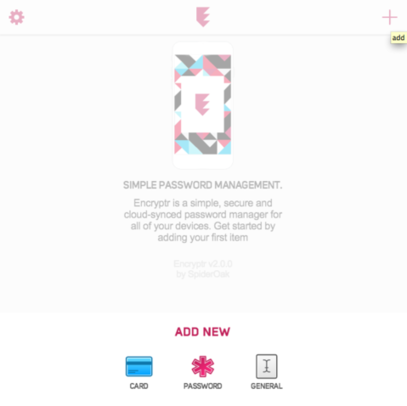 add
SIMPLE PASSWORD MANAGEMENT.
Encryptr is a simple, secure and
cloud-synced password manager for
all of your devices. Get started by
adding your first item
Encryptr v2.0.0
by SpiderOak
ADD NEW
CARD PASSWORD GENERAL